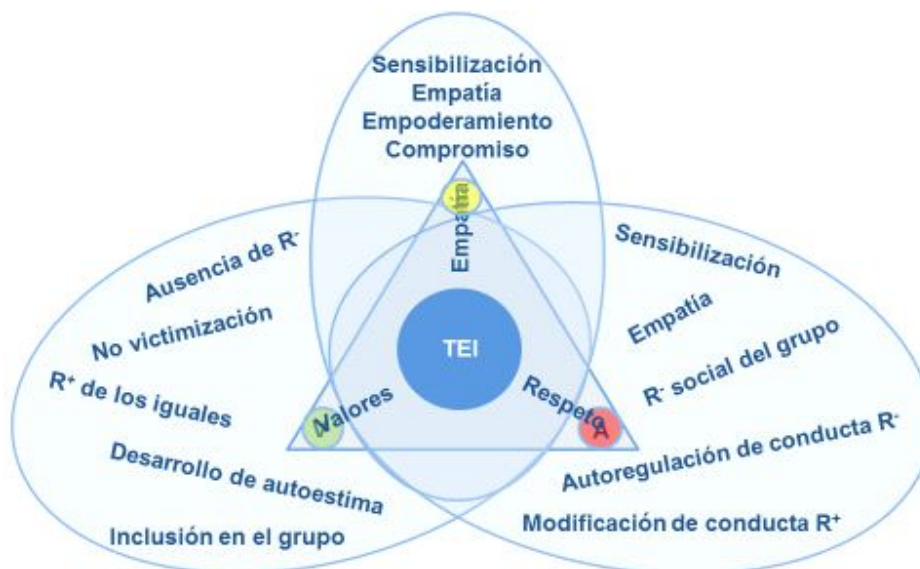 Sensibilización
Empatía
Empoderamiento
Compromiso
Empatía
Ausencia de R⁻
No victimización
R⁺ de los iguales
Desarrollo de autoestima
Inclusión en el grupo
TEI
Valores
Respeto
A
Sensibilización
Empatía
R⁻ social del grupo
Autoregulación de conducta R⁻
Modificación de conducta R⁺